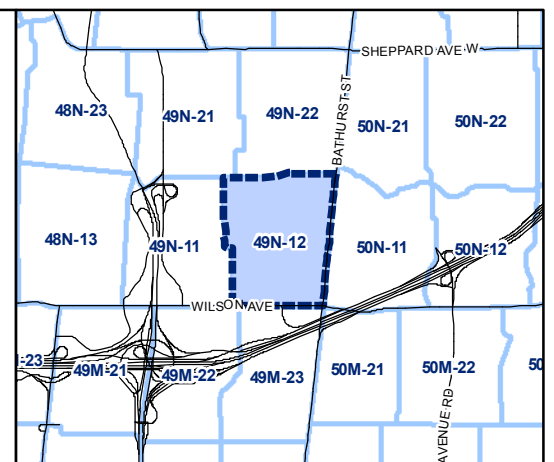 SHEPPARD AVE W
48N-23
49N-21
49N-22
50N-21
50N-22
BATHURST ST
48N-13
49N-11
49N-12
50N-11
50N-12
WILSON AVE
-23
49M-21
49M-22
49M-23
50M-21
50M-22
50
AVENUE RD